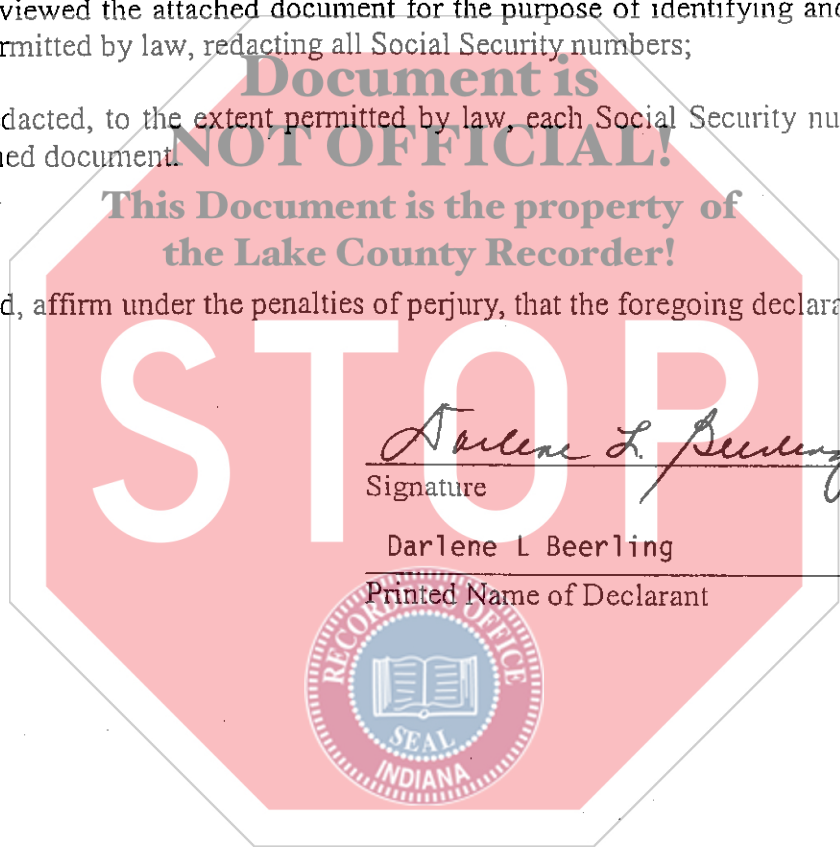 viewed the attached document for the purpose of identifying and
rmitted by law, redacting all Social Security numbers;
Document is
dacted, to the extent permitted by law, each Social Security nu
ed document.
NOT OFFICIAL!
This Document is the property of
the Lake County Recorder!
d, affirm under the penalties of perjury, that the foregoing declara
STOP
Darlene L. Beerling
Signature
Darlene L Beerling
Printed Name of Declarant
RECORDER'S OFFICE
SEAL
INDIANA